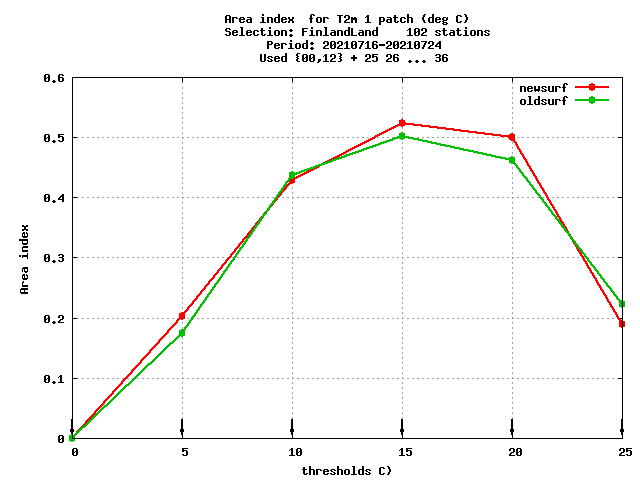 Area index  for T2m 1 patch (deg C)
Selection: FinlandLand    102 stations
Period: 20210716-20210724
Used {00,12} + 25 26 ... 36
newsurf
oldsurf
0.6
0.5
0.4
0.3
0.2
0.1
0
Area index
0 5 10 15 20 25
thresholds C)